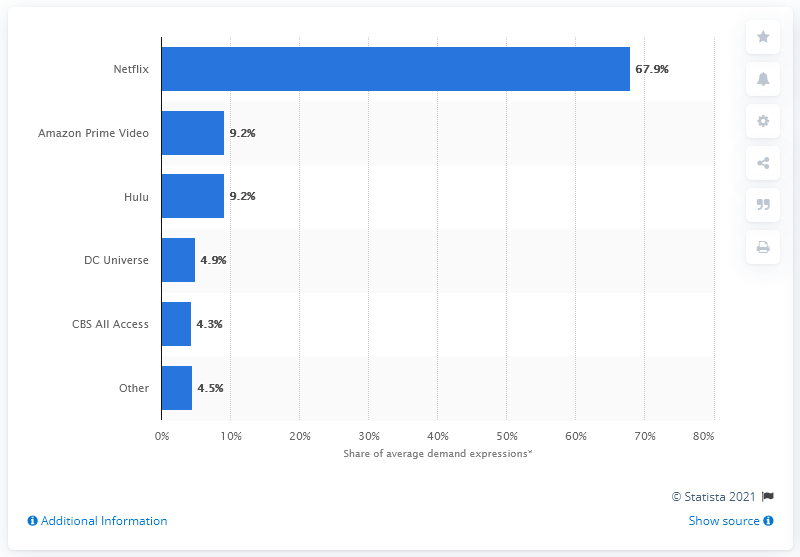 Netflix 67.9%
Amazon Prime Video 9.2%
Hulu 9.2%
DC Universe 4.9%
CBS All Access 4.3%
Other 4.5%
0% 10% 20% 30% 40% 50% 60% 70% 80%
Share of average demand expressions*
© Statista 2021
Additional Information Show source